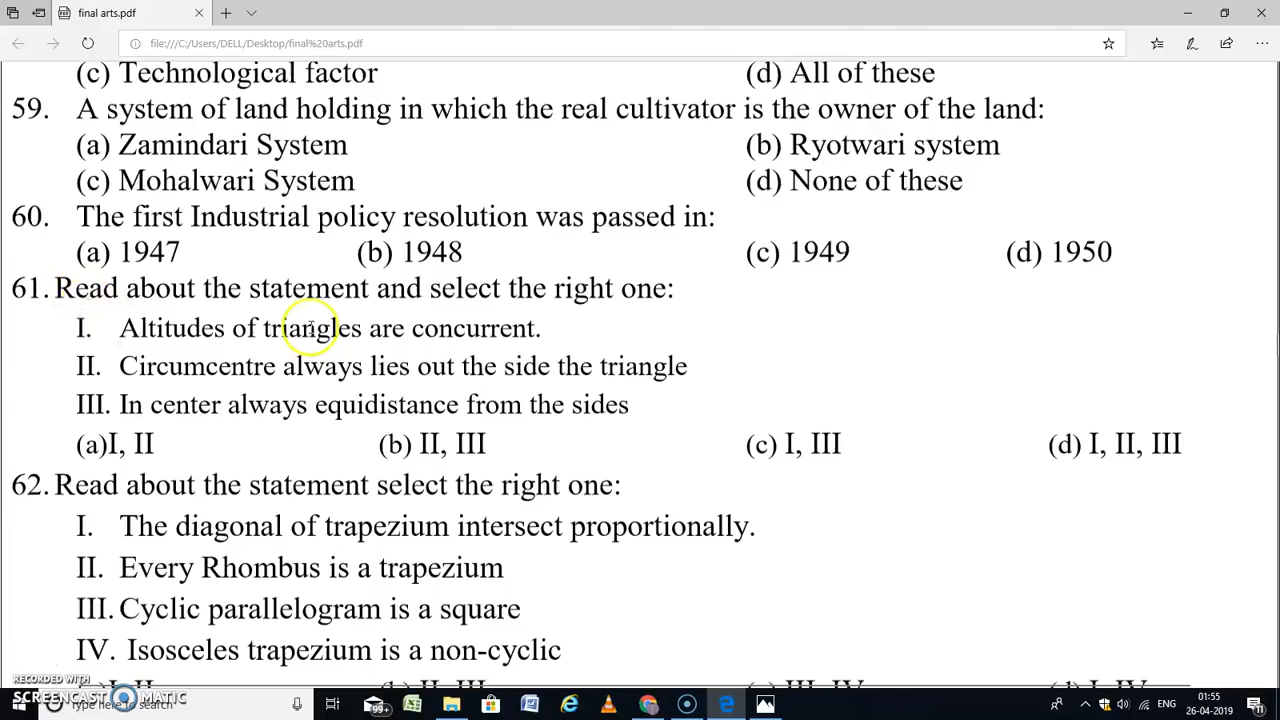 final arts.pdf
file:///C:/Users/DELL/Desktop/final%20arts.pdf
(c) Technological factor (d) All of these
59. A system of land holding in which the real cultivator is the owner of the land:
(a) Zamindari System (b) Ryotwari system
(c) Mohalwari System (d) None of these
60. The first Industrial policy resolution was passed in:
(a) 1947 (b) 1948 (c) 1949 (d) 1950
61. Read about the statement and select the right one:
I. Altitudes of triangles are concurrent.
II. Circumcentre always lies out the side the triangle
III. In center always equidistance from the sides
(a)I, II (b) II, III (c) I, III (d) I, II, III
62. Read about the statement select the right one:
I. The diagonal of trapezium intersect proportionally.
II. Every Rhombus is a trapezium
III. Cyclic parallelogram is a square
IV. Isosceles trapezium is a non-cyclic
RECORDED WITH
SCREENCAST MATIC
Type here to search
99+
01:55
26-04-2019